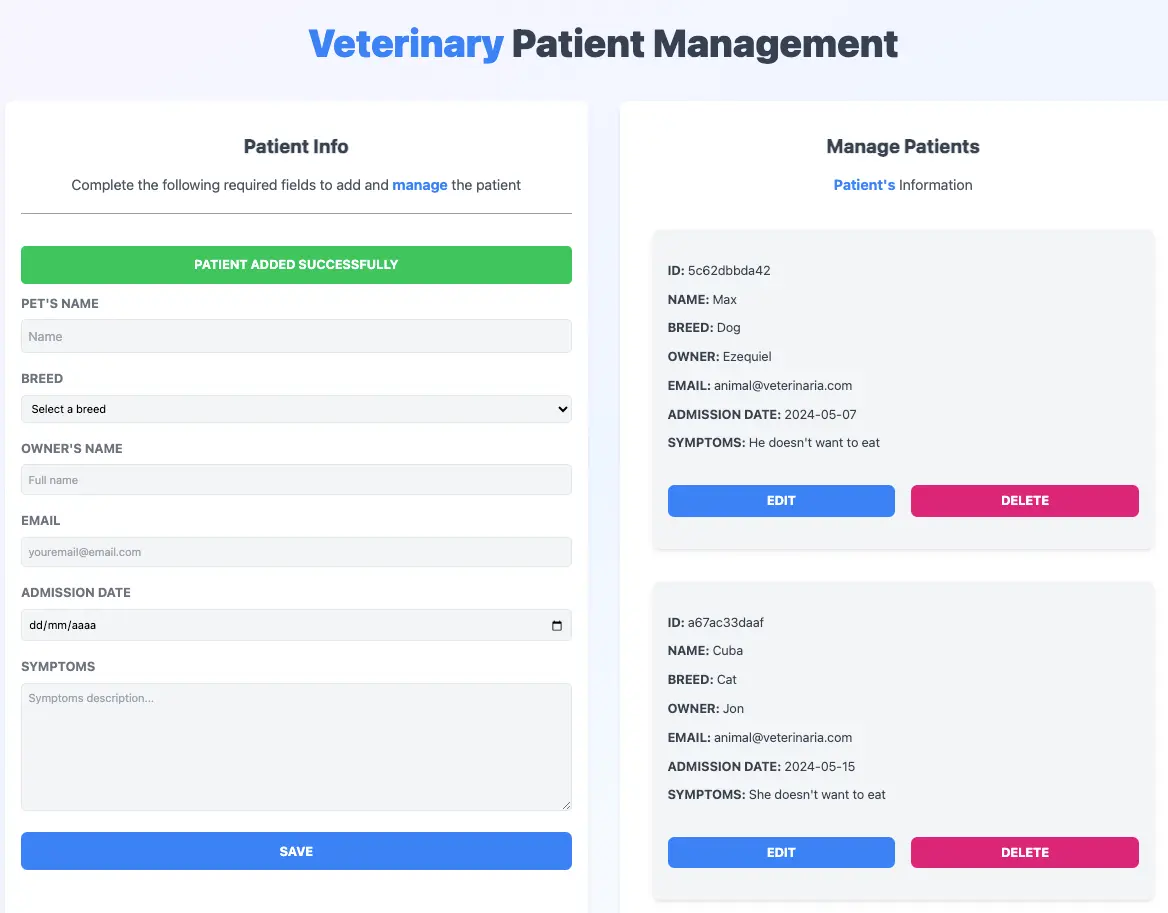 Veterinary Patient Management
Patient Info
Complete the following required fields to add and manage the patient
PATIENT ADDED SUCCESSFULLY
PET'S NAME
Name
BREED
Select a breed
OWNER'S NAME
Full name
EMAIL
youremail@email.com
ADMISSION DATE
dd/mm/aaaa
SYMPTOMS
Symptoms description...
SAVE
Manage Patients
Patient's Information
ID: 5c62dbbda42
NAME: Max
BREED: Dog
OWNER: Ezequiel
EMAIL: animal@veterinaria.com
ADMISSION DATE: 2024-05-07
SYMPTOMS: He doesn't want to eat
EDIT
DELETE
ID: a67ac33daaf
NAME: Cuba
BREED: Cat
OWNER: Jon
EMAIL: animal@veterinaria.com
ADMISSION DATE: 2024-05-15
SYMPTOMS: She doesn't want to eat
EDIT
DELETE